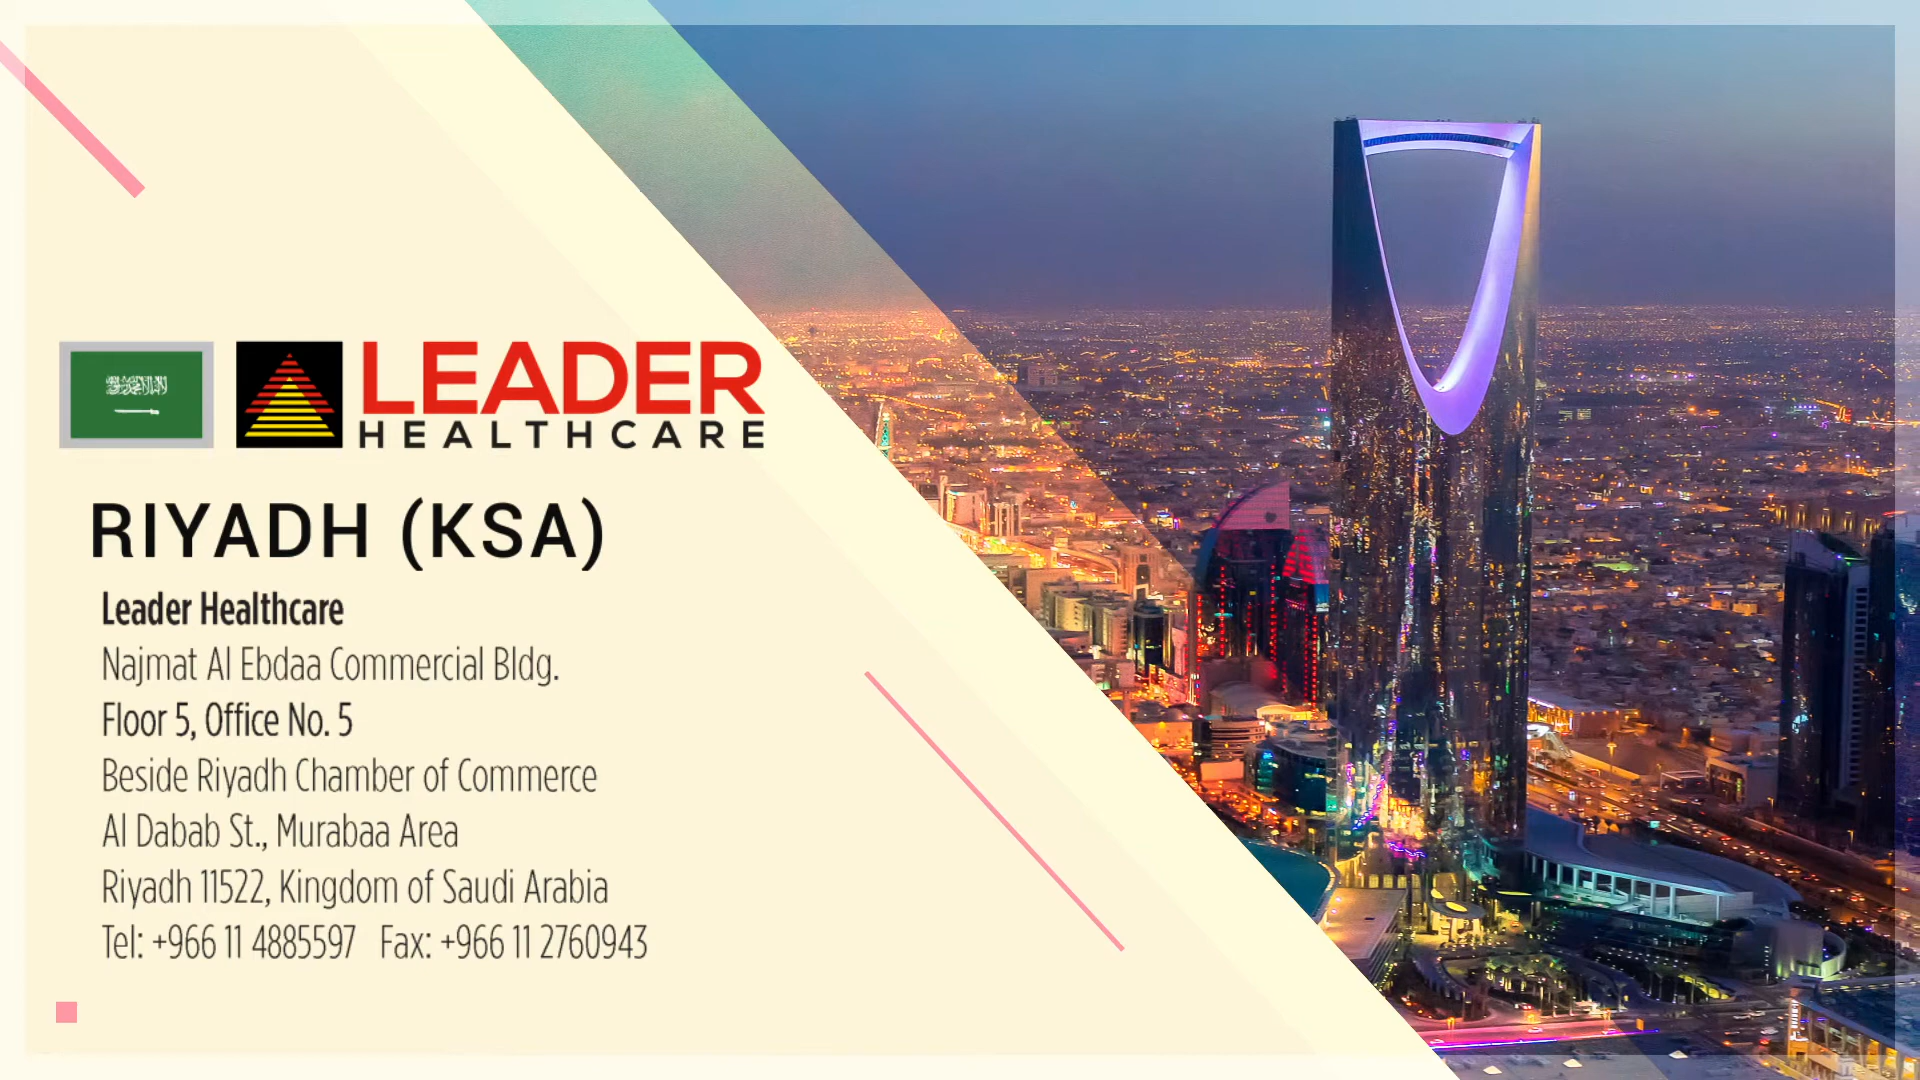 LEADER
HEALTHCARE
RIYADH (KSA)
Leader Healthcare
Najmat Al Ebdaa Commercial Bldg.
Floor 5, Office No. 5
Beside Riyadh Chamber of Commerce
Al Dabab St., Murabaa Area
Riyadh 11522, Kingdom of Saudi Arabia
Tel: +966 11 4885597 Fax: +966 11 2760943